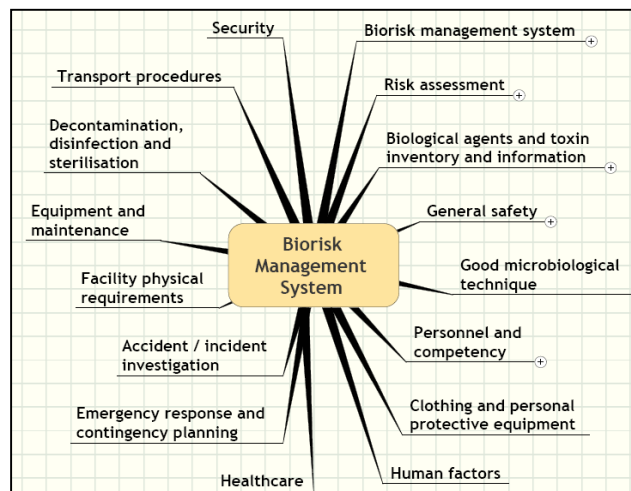 Security
Biorisk management system
Transport procedures
Risk assessment
Decontamination,
disinfection and
sterilisation
Biological agents and toxin
inventory and information
Equipment and
maintenance
General safety
Biorisk
Management
System
Facility physical
requirements
Good microbiological
technique
Accident / incident
investigation
Personnel and
competency
Emergency response and
contingency planning
Clothing and personal
protective equipment
Healthcare
Human factors